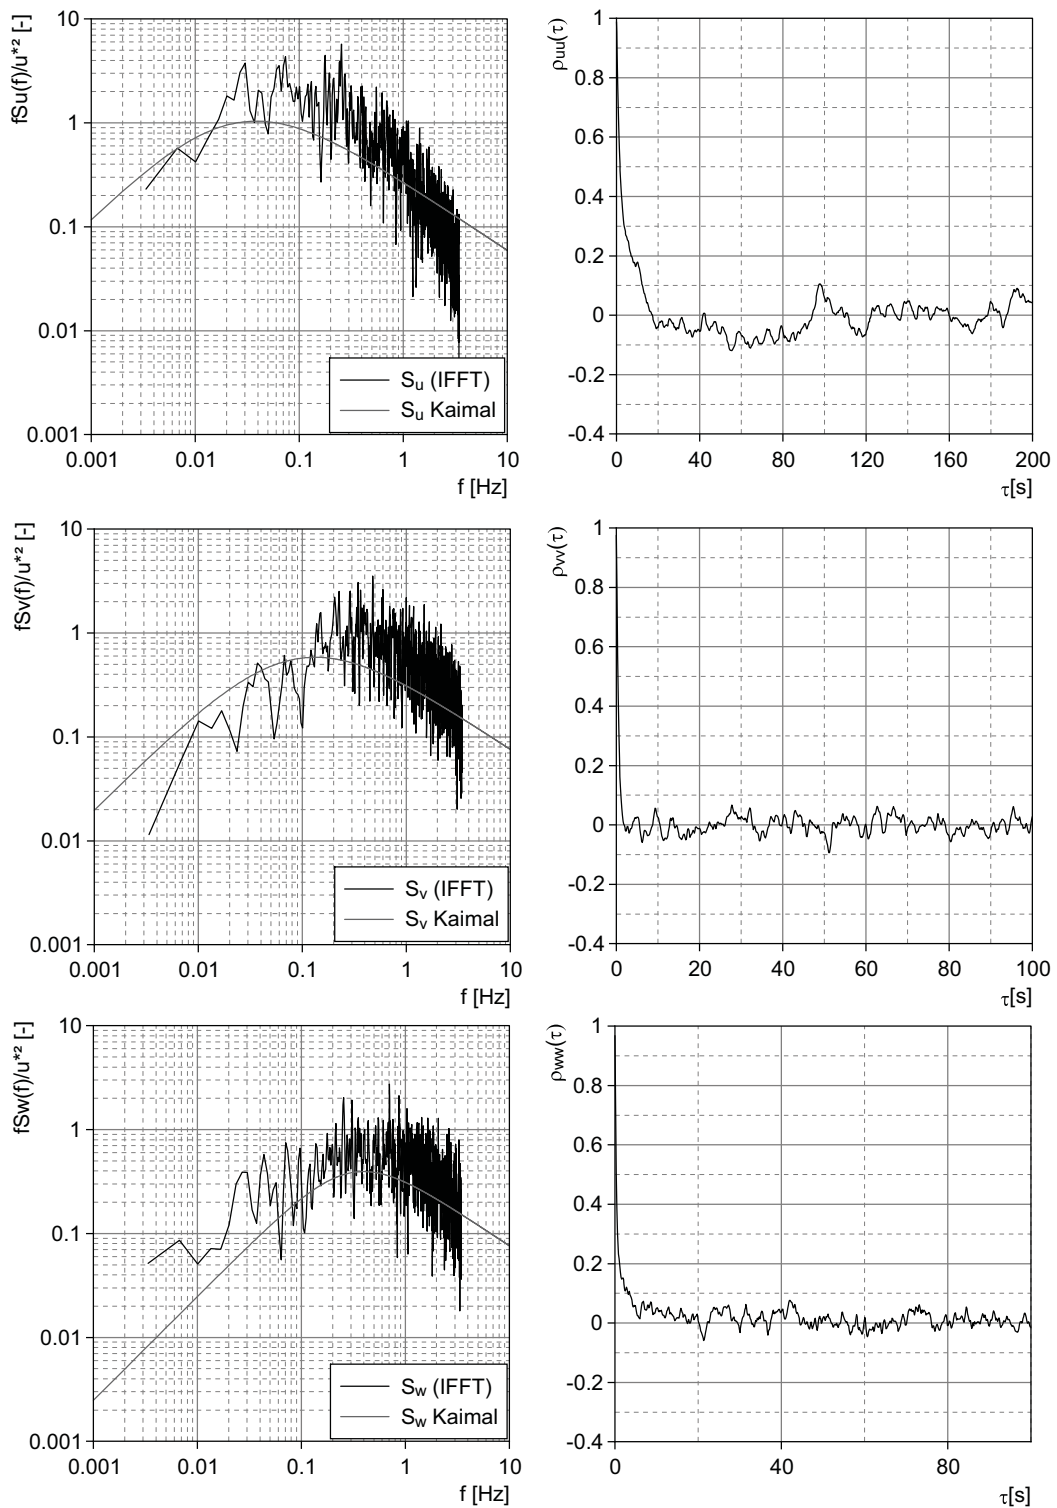 fSu(f)/u*² [-]
10
1
0.1
0.01
0.001
0.001 0.01 0.1 1 10
f [Hz]
Su (IFFT)
Su Kaimal
ρuu(τ)
1
0.8
0.6
0.4
0.2
0
-0.2
-0.4
0 40 80 120 160 200
τ[s]
fSv(f)/u*² [-]
10
1
0.1
0.01
0.001
0.001 0.01 0.1 1 10
f [Hz]
Sv (IFFT)
Sv Kaimal
ρvv(τ)
1
0.8
0.6
0.4
0.2
0
-0.2
-0.4
0 20 40 60 80 100
τ[s]
fSw(f)/u*² [-]
10
1
0.1
0.01
0.001
0.001 0.01 0.1 1 10
f [Hz]
Sw (IFFT)
Sw Kaimal
ρww(τ)
1
0.8
0.6
0.4
0.2
0
-0.2
-0.4
0 40 80
τ[s]